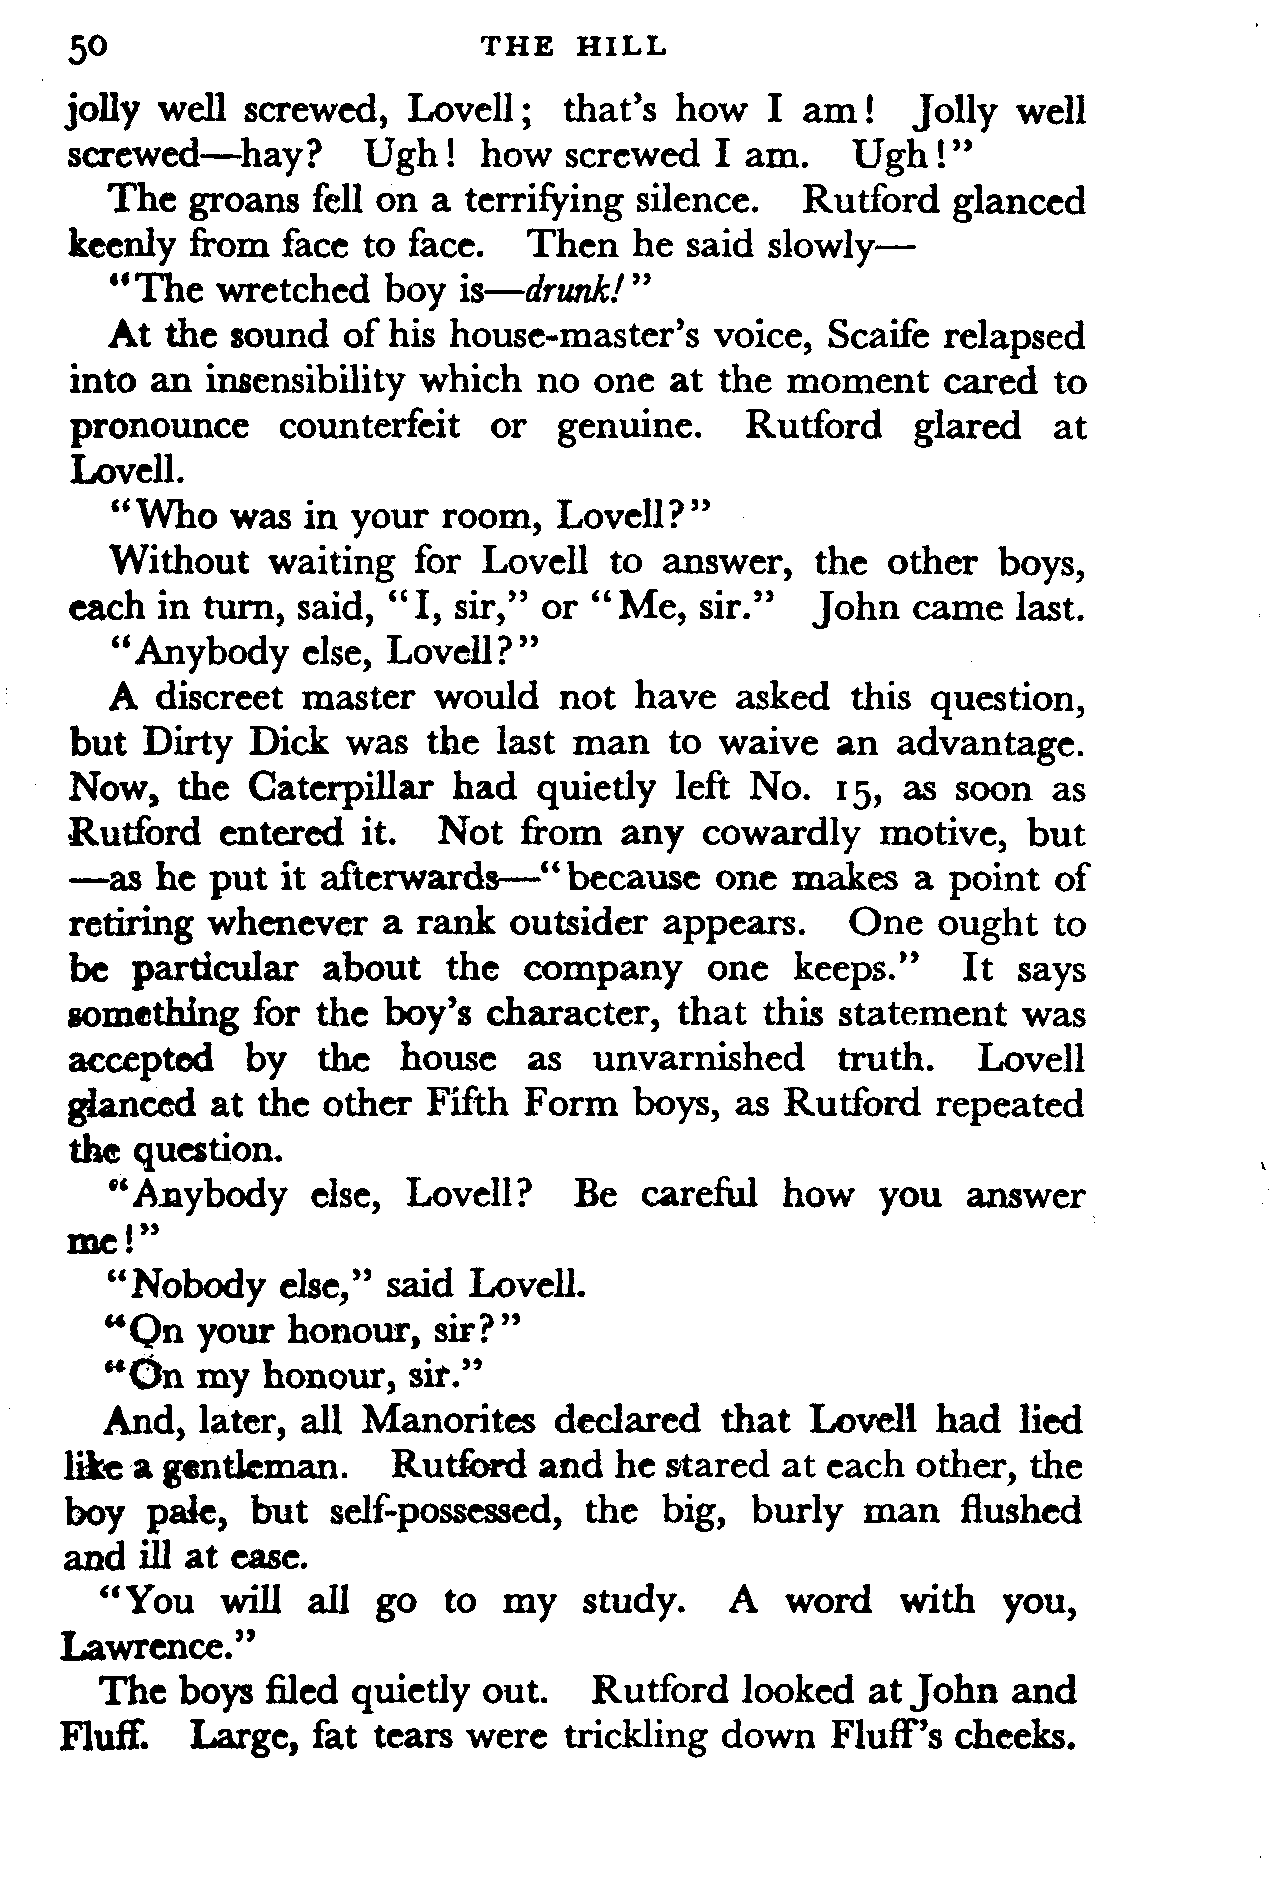 50 THE HILL
jolly well screwed, Lovell; that's how I am! Jolly well
screwed—hay? Ugh! how screwed I am. Ugh!"
The groans fell on a terrifying silence. Rutford glanced
keenly from face to face. Then he said slowly—
"The wretched boy is—drunk!"
At the sound of his house-master's voice, Scaife relapsed
into an insensibility which no one at the moment cared to
pronounce counterfeit or genuine. Rutford glared at
Lovell.
"Who was in your room, Lovell?"
Without waiting for Lovell to answer, the other boys,
each in turn, said, "I, sir," or "Me, sir." John came last.
"Anybody else, Lovell?"
A discreet master would not have asked this question,
but Dirty Dick was the last man to waive an advantage.
Now, the Caterpillar had quietly left No. 15, as soon as
Rutford entered it. Not from any cowardly motive, but
—as he put it afterwards—"because one makes a point of
retiring whenever a rank outsider appears. One ought to
be particular about the company one keeps." It says
something for the boy's character, that this statement was
accepted by the house as unvarnished truth. Lovell
glanced at the other Fifth Form boys, as Rutford repeated
the question.
"Anybody else, Lovell? Be careful how you answer
me!"
"Nobody else," said Lovell.
"On your honour, sir?"
"On my honour, sir."
And, later, all Manorites declared that Lovell had lied
like a gentleman. Rutford and he stared at each other, the
boy pale, but self-possessed, the big, burly man flushed
and ill at ease.
"You will all go to my study. A word with you,
Lawrence."
The boys filed quietly out. Rutford looked at John and
Fluff. Large, fat tears were trickling down Fluff's cheeks.